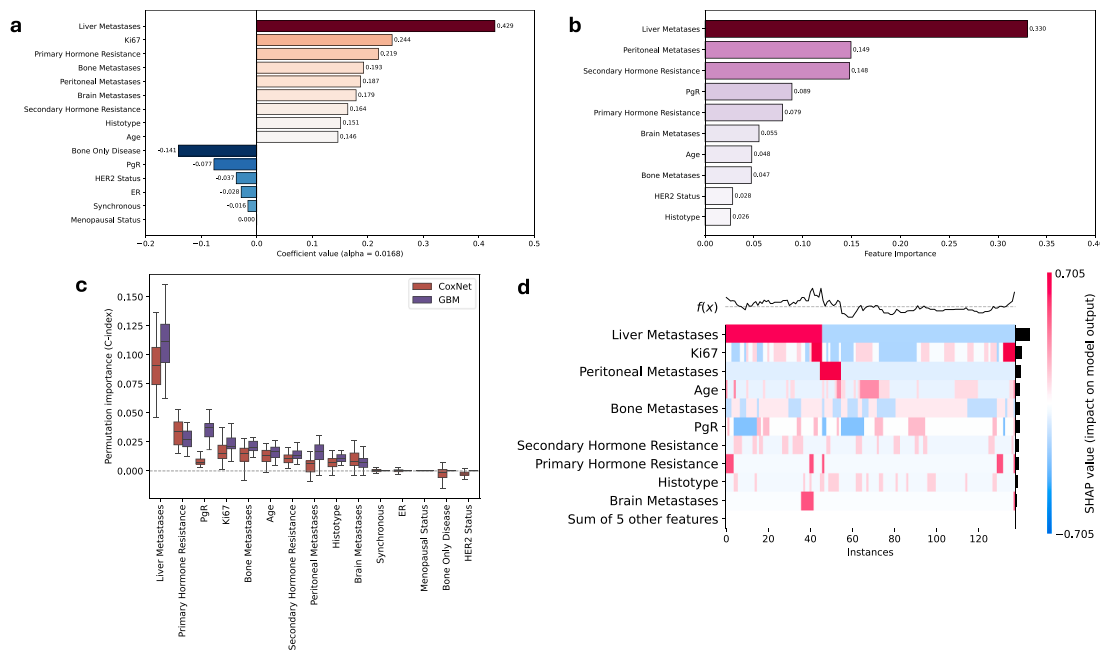 a
Liver Metastases
0.429
Ki67
0.244
Primary Hormone Resistance
0.219
Bone Metastases
0.193
Peritoneal Metastases
0.187
Brain Metastases
0.179
Secondary Hormone Resistance
0.164
Histotype
0.151
Age
0.146
Bone Only Disease
-0.141
PgR
-0.077
HER2 Status
-0.037
ER
-0.028
Synchronous
-0.016
Menopausal Status
0.000
−0.2 −0.1 0.0 0.1 0.2 0.3 0.4 0.5
Coefficient value (alpha = 0.0168)
b
Liver Metastases
0.330
Peritoneal Metatases
0.149
Secondary Hormone Resistance
0.148
PgR
0.089
Primary Hormone Resistance
0.079
Brain Metatases
0.055
Age
0.048
Bone Metatases
0.047
HER2 Status
0.028
Histotype
0.026
0.00 0.05 0.10 0.15 0.20 0.25 0.30 0.35 0.40
Feature Importance
c
CoxNet
GBM
Permutation importance (C-index)
0.150
0.125
0.100
0.075
0.050
0.025
0.000
Liver Metastases
Primary Hormone Resistance
PgR
Ki67
Bone Metastases
Age
Secondary Hormone Resistance
Peritoneal Metastases
Histotype
Brain Metastases
Synchronous
ER
Menopausal Status
Bone Only Disease
HER2 Status
d
f(x)
Liver Metastases
Ki67
Peritoneal Metastases
Age
Bone Metastases
PgR
Secondary Hormone Resistance
Primary Hormone Resistance
Histotype
Brain Metastases
Sum of 5 other features
0 20 40 60 80 100 120
Instances
0.705
−0.705
SHAP value (impact on model output)